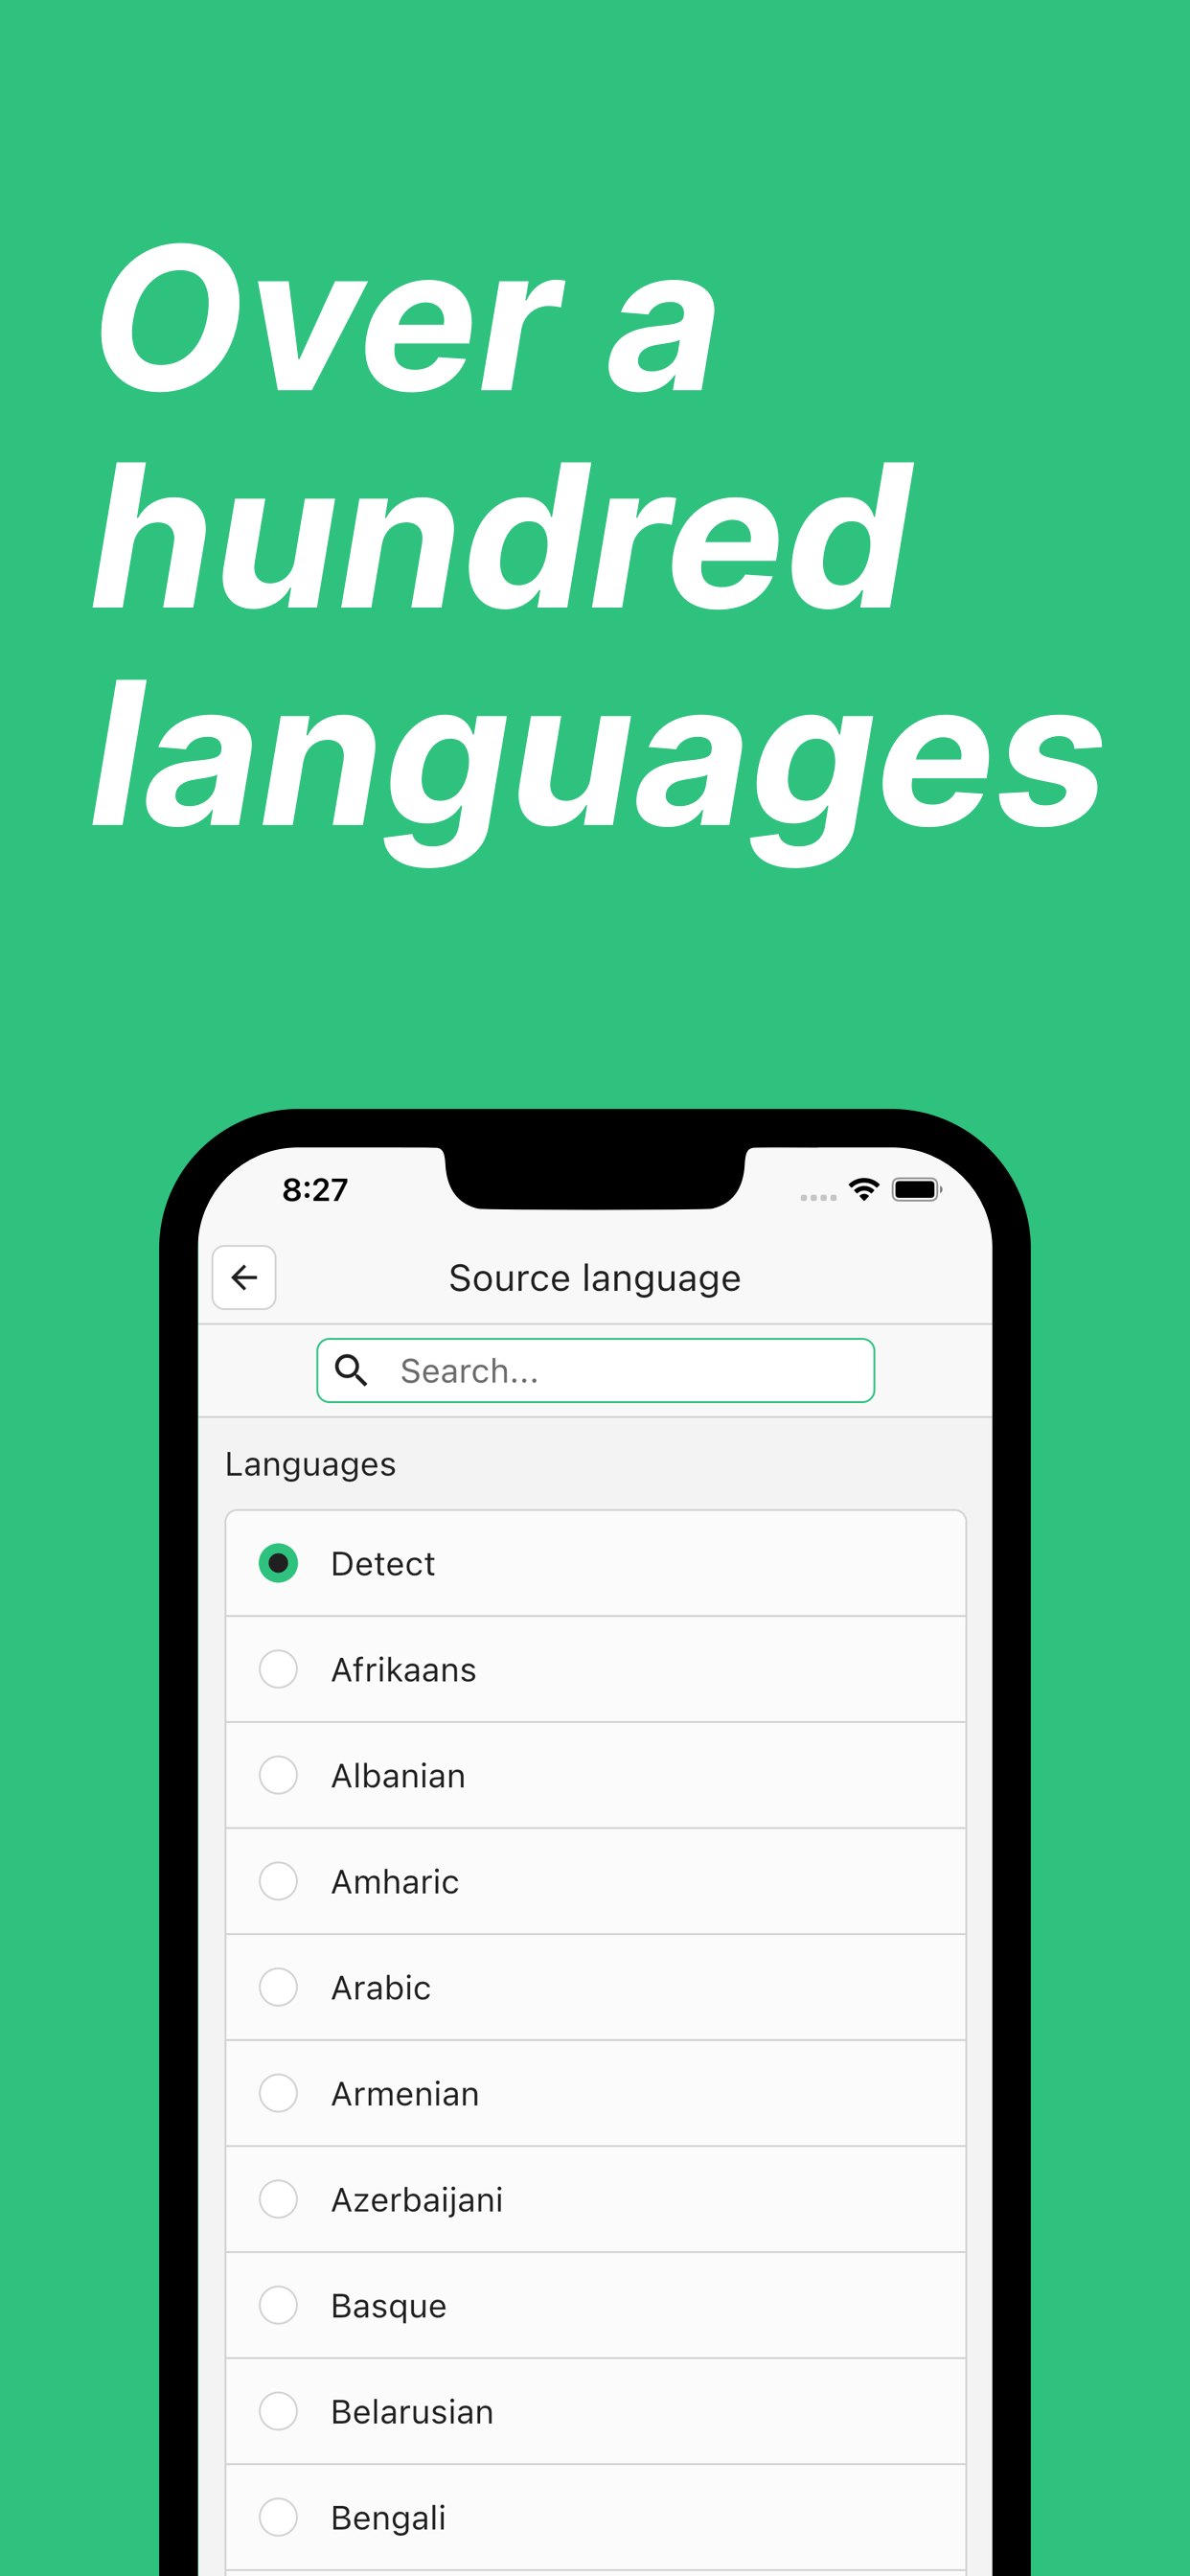 Over a
hundred
languages
8:27
Source language
Search...
Languages
Detect
Afrikaans
Albanian
Amharic
Arabic
Armenian
Azerbaijani
Basque
Belarusian
Bengali